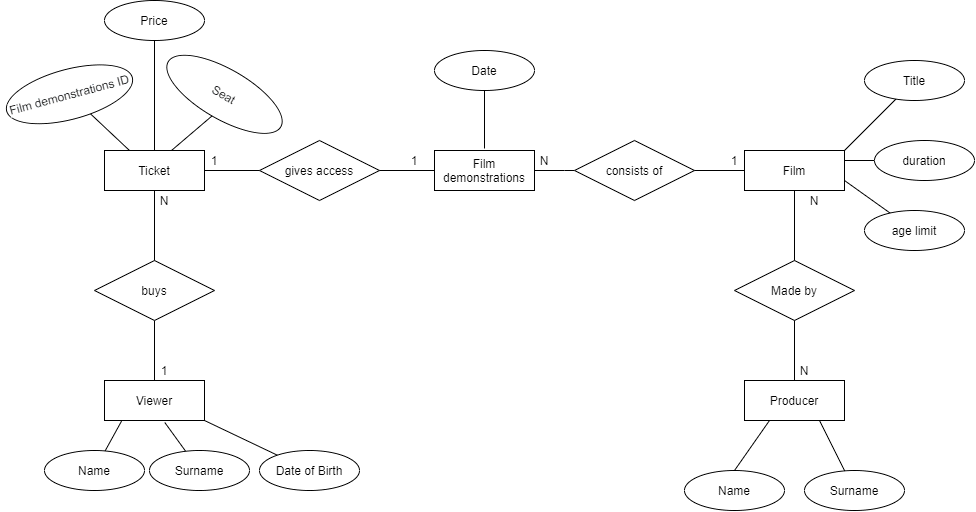 Price
Film demonstrations ID
Seat
Date
Title
Ticket
1
gives access
1
Film
demonstrations
N
consists of
1
Film
duration
N
N
age limit
buys
Made by
1
N
Viewer
Producer
Name
Surname
Date of Birth
Name
Surname